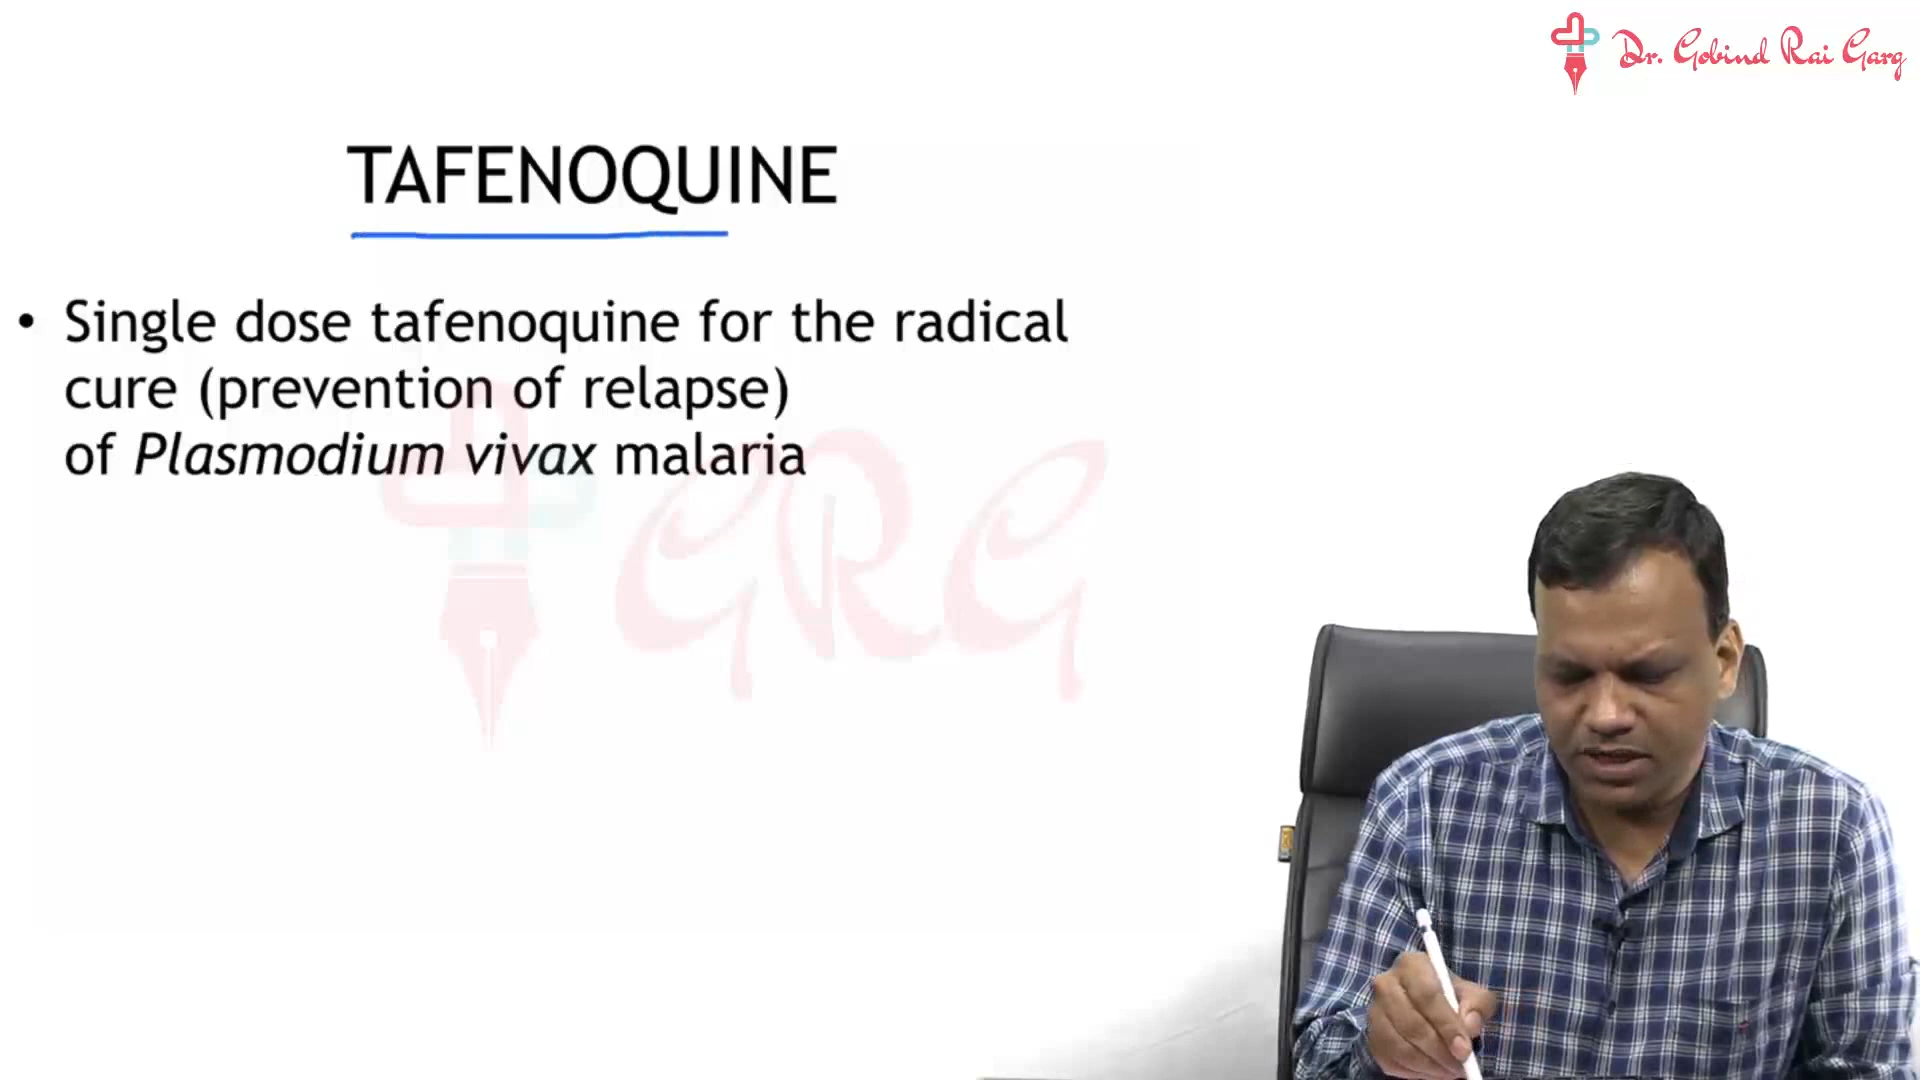 Dr. Gobind Rai Garg
TAFENOQUINE
• Single dose tafenoquine for the radical
cure (prevention of relapse)
of Plasmodium vivax malaria
GRG